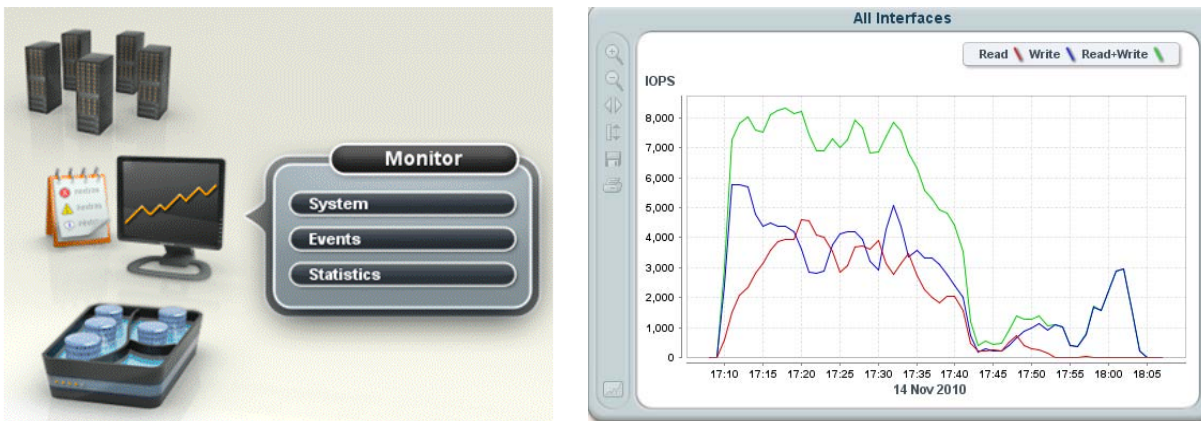 Monitor
System
Events
Statistics
All Interfaces
Read Write Read+Write
IOPS
8,000
7,000
6,000
5,000
4,000
3,000
2,000
1,000
0
17:10 17:15 17:20 17:25 17:30 17:35 17:40 17:45 17:50 17:55 18:00 18:05
14 Nov 2010